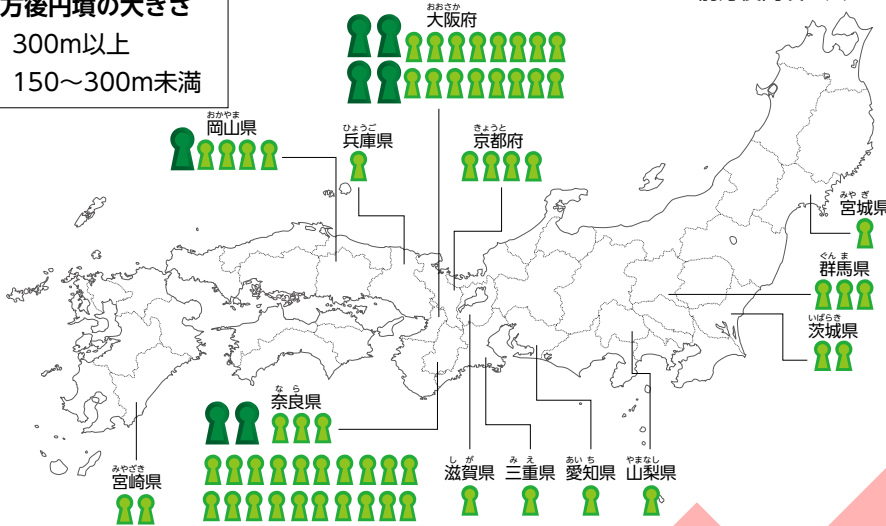 方後円墳の大きさ
300m以上
150〜300m未満
おおさか
大阪府
おかやま
岡山県
ひょうご
兵庫県
きょうと
京都府
みやぎ
宮城県
ぐんま
群馬県
いばらき
茨城県
なら
奈良県
みやざき
宮崎県
しが
滋賀県
みえ
三重県
あいち
愛知県
やまなし
山梨県